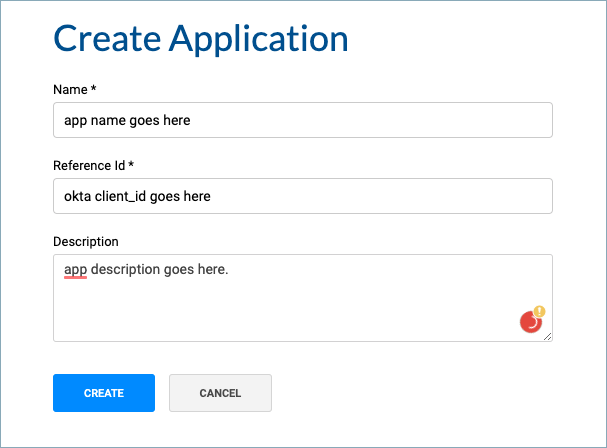 Create Application
Name *
app name goes here
Reference Id *
okta client_id goes here
Description
app description goes here.
!
CREATE
CANCEL